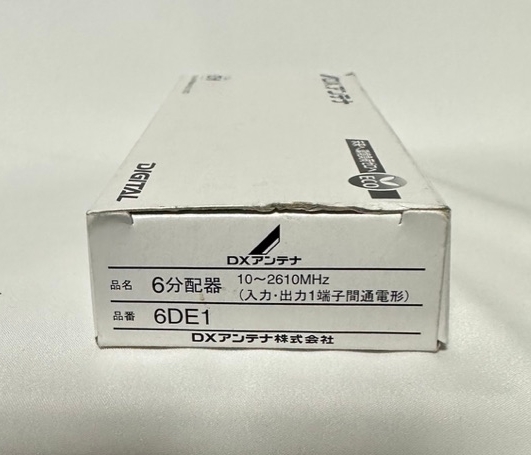 DIGITAL
ECO
DXアンテナ
品名 6分配器 10～2610MHz
(入力・出力1端子間通電形)
品番 6DE1
DXアンテナ株式会社